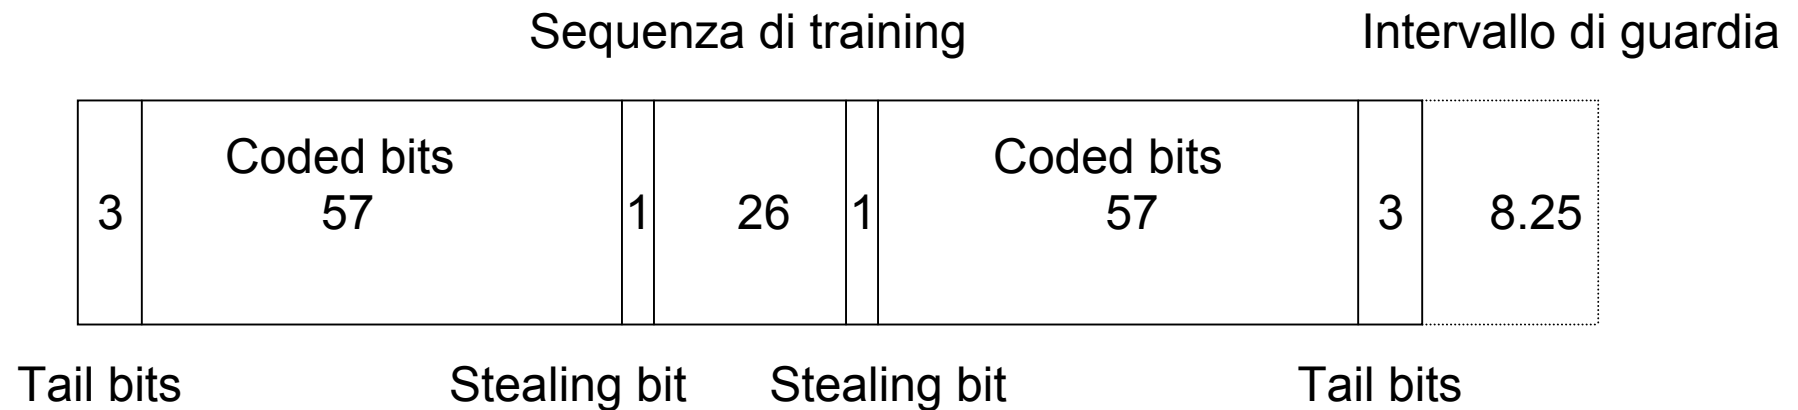 Sequenza di training Intervallo di guardia
Coded bits Coded bits
3 57 1 26 1 57 3 8.25
Tail bits Stealing bit Stealing bit Tail bits